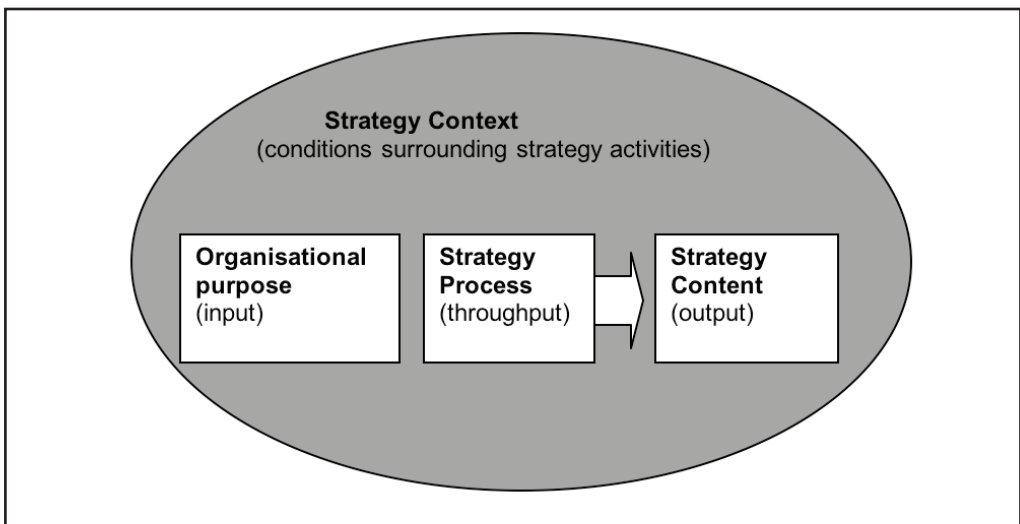 Strategy Context
(conditions surrounding strategy activities)
Organisational
purpose
(input)
Strategy
Process
(throughput)
Strategy
Content
(output)